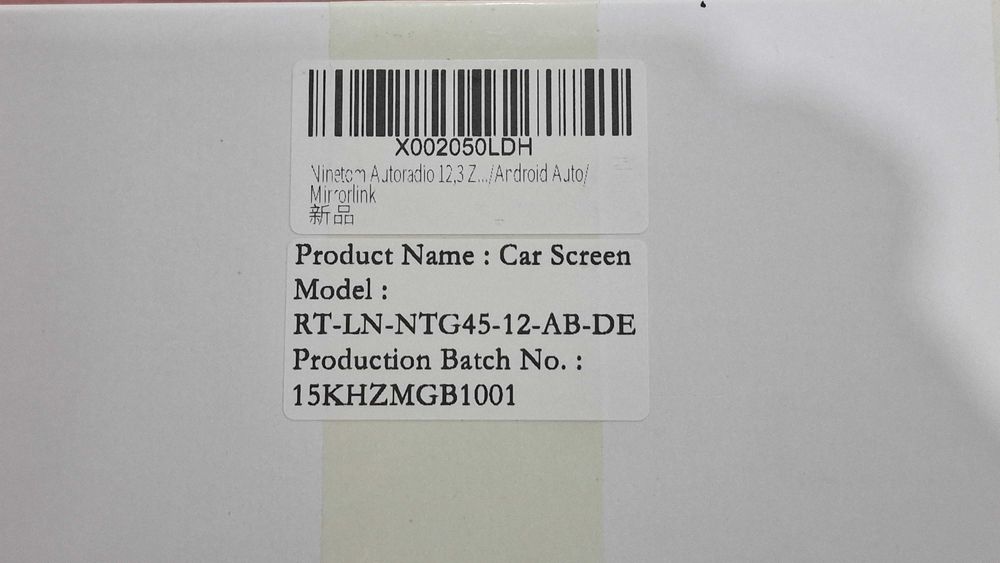 X002050LDH
Ninetom Autoradio 12,3 Z.../Android Auto/
Mirrorlink
新品
Product Name : Car Screen
Model :
RT-LN-NTG45-12-AB-DE
Production Batch No. :
15KHZMGB1001